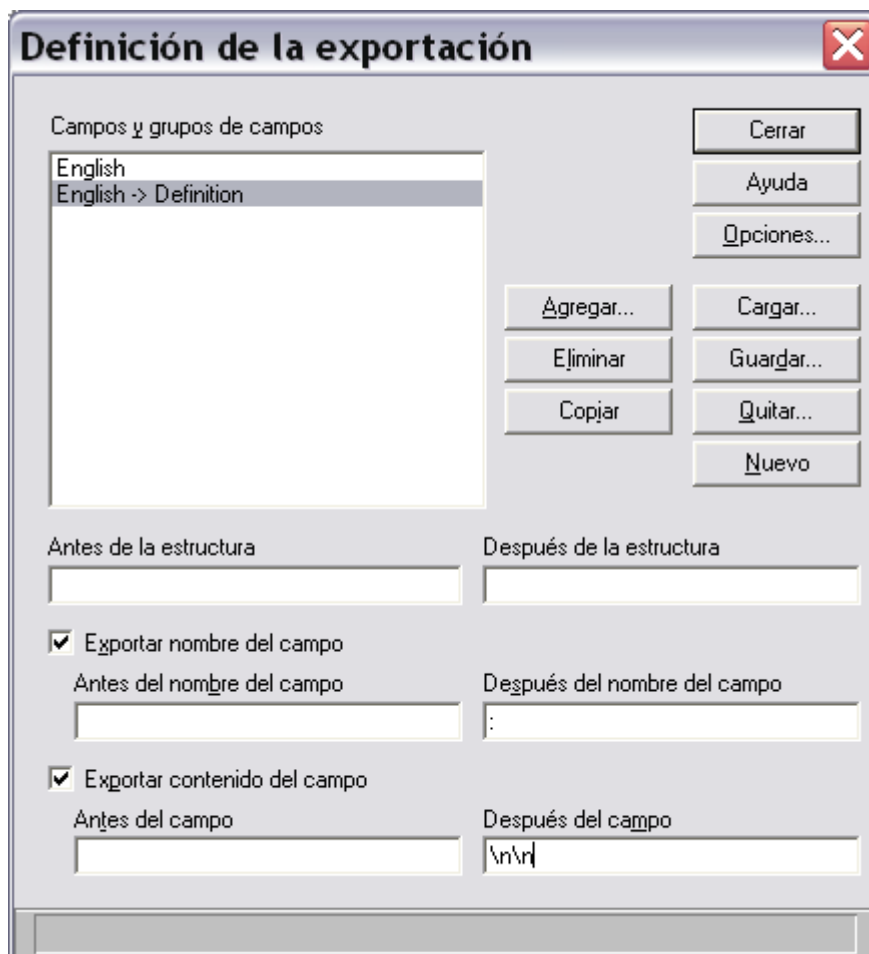 Definición de la exportación
Campos y grupos de campos
English
English -> Definition
Cerrar
Ayuda
Opciones...
Agregar...
Cargar...
Eliminar
Guardar...
Copiar
Quitar...
Nuevo
Antes de la estructura
Después de la estructura
Exportar nombre del campo
Antes del nombre del campo
Después del nombre del campo
:
Exportar contenido del campo
Antes del campo
Después del campo
\n\n